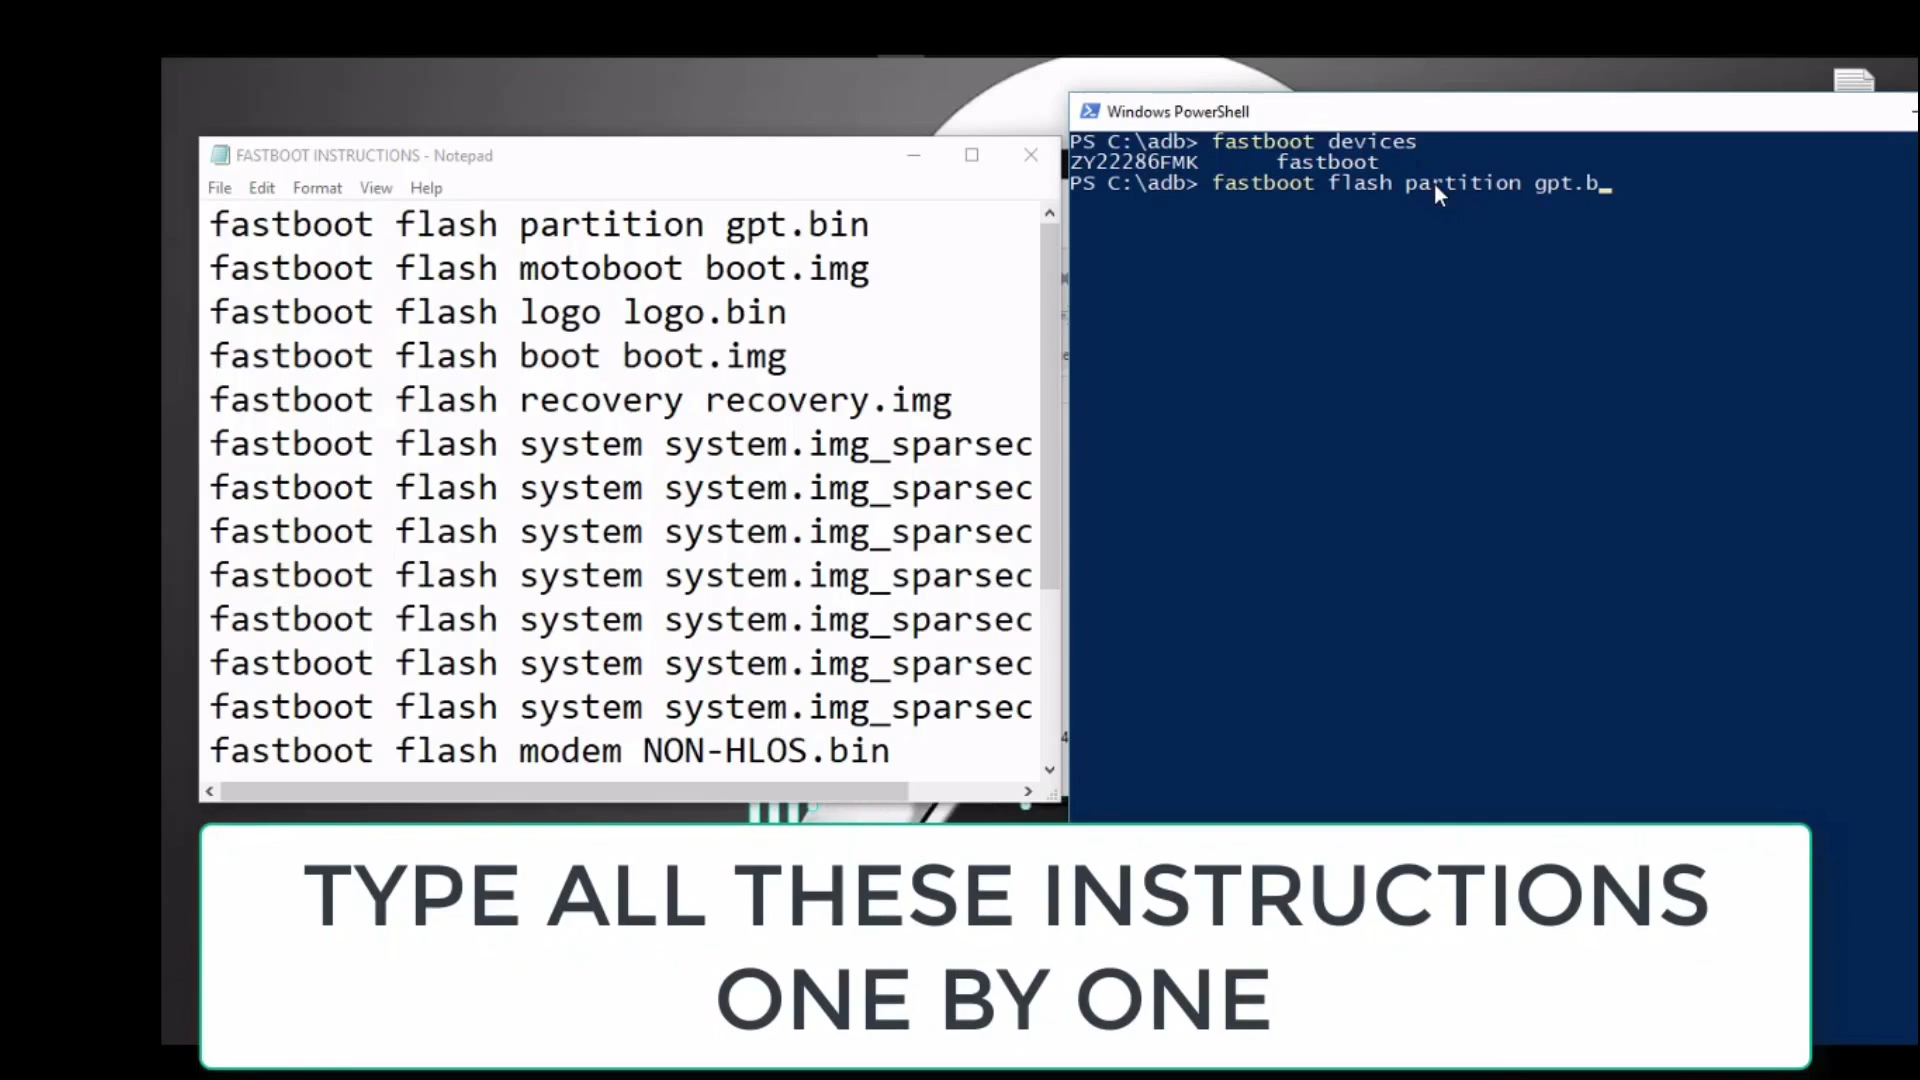 FASTBOOT INSTRUCTIONS - Notepad
File Edit Format View Help
fastboot flash partition gpt.bin
fastboot flash motoboot boot.img
fastboot flash logo logo.bin
fastboot flash boot boot.img
fastboot flash recovery recovery.img
fastboot flash system system.img_sparsec
fastboot flash system system.img_sparsec
fastboot flash system system.img_sparsec
fastboot flash system system.img_sparsec
fastboot flash system system.img_sparsec
fastboot flash system system.img_sparsec
fastboot flash system system.img_sparsec
fastboot flash modem NON-HLOS.bin
Windows PowerShell
PS C:\adb> fastboot devices
ZY22286FMK fastboot
PS C:\adb> fastboot flash partition gpt.b_
TYPE ALL THESE INSTRUCTIONS
ONE BY ONE